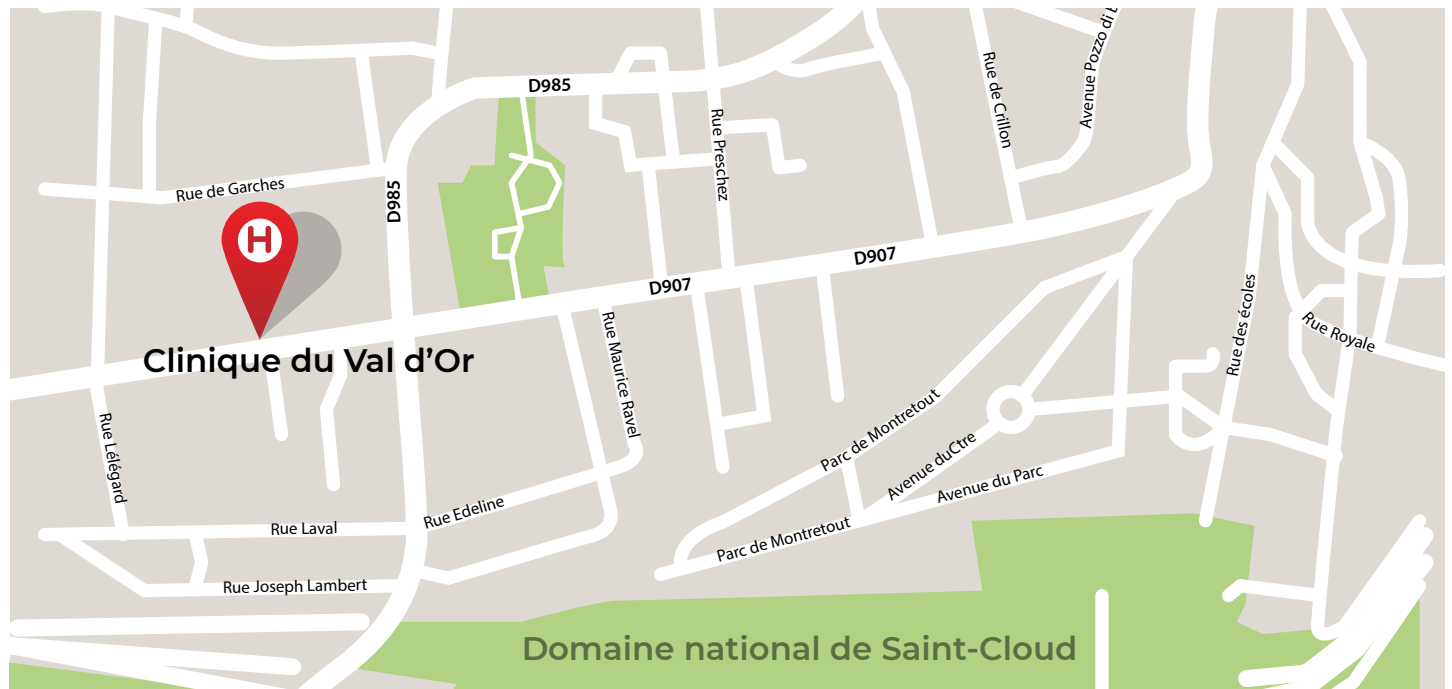 D985
Rue de Crillon
Avenue Pozzo di
Rue Preschez
Rue de Garches
D985
H
D907
D907
Rue des écoles
Rue Royale
Clinique du Val d’Or
Rue Maurice Ravel
Rue Lélégard
Parc de Montretout
Avenue duCtre
Avenue du Parc
Rue Edeline
Rue Laval
Parc de Montretout
Rue Joseph Lambert
Domaine national de Saint-Cloud